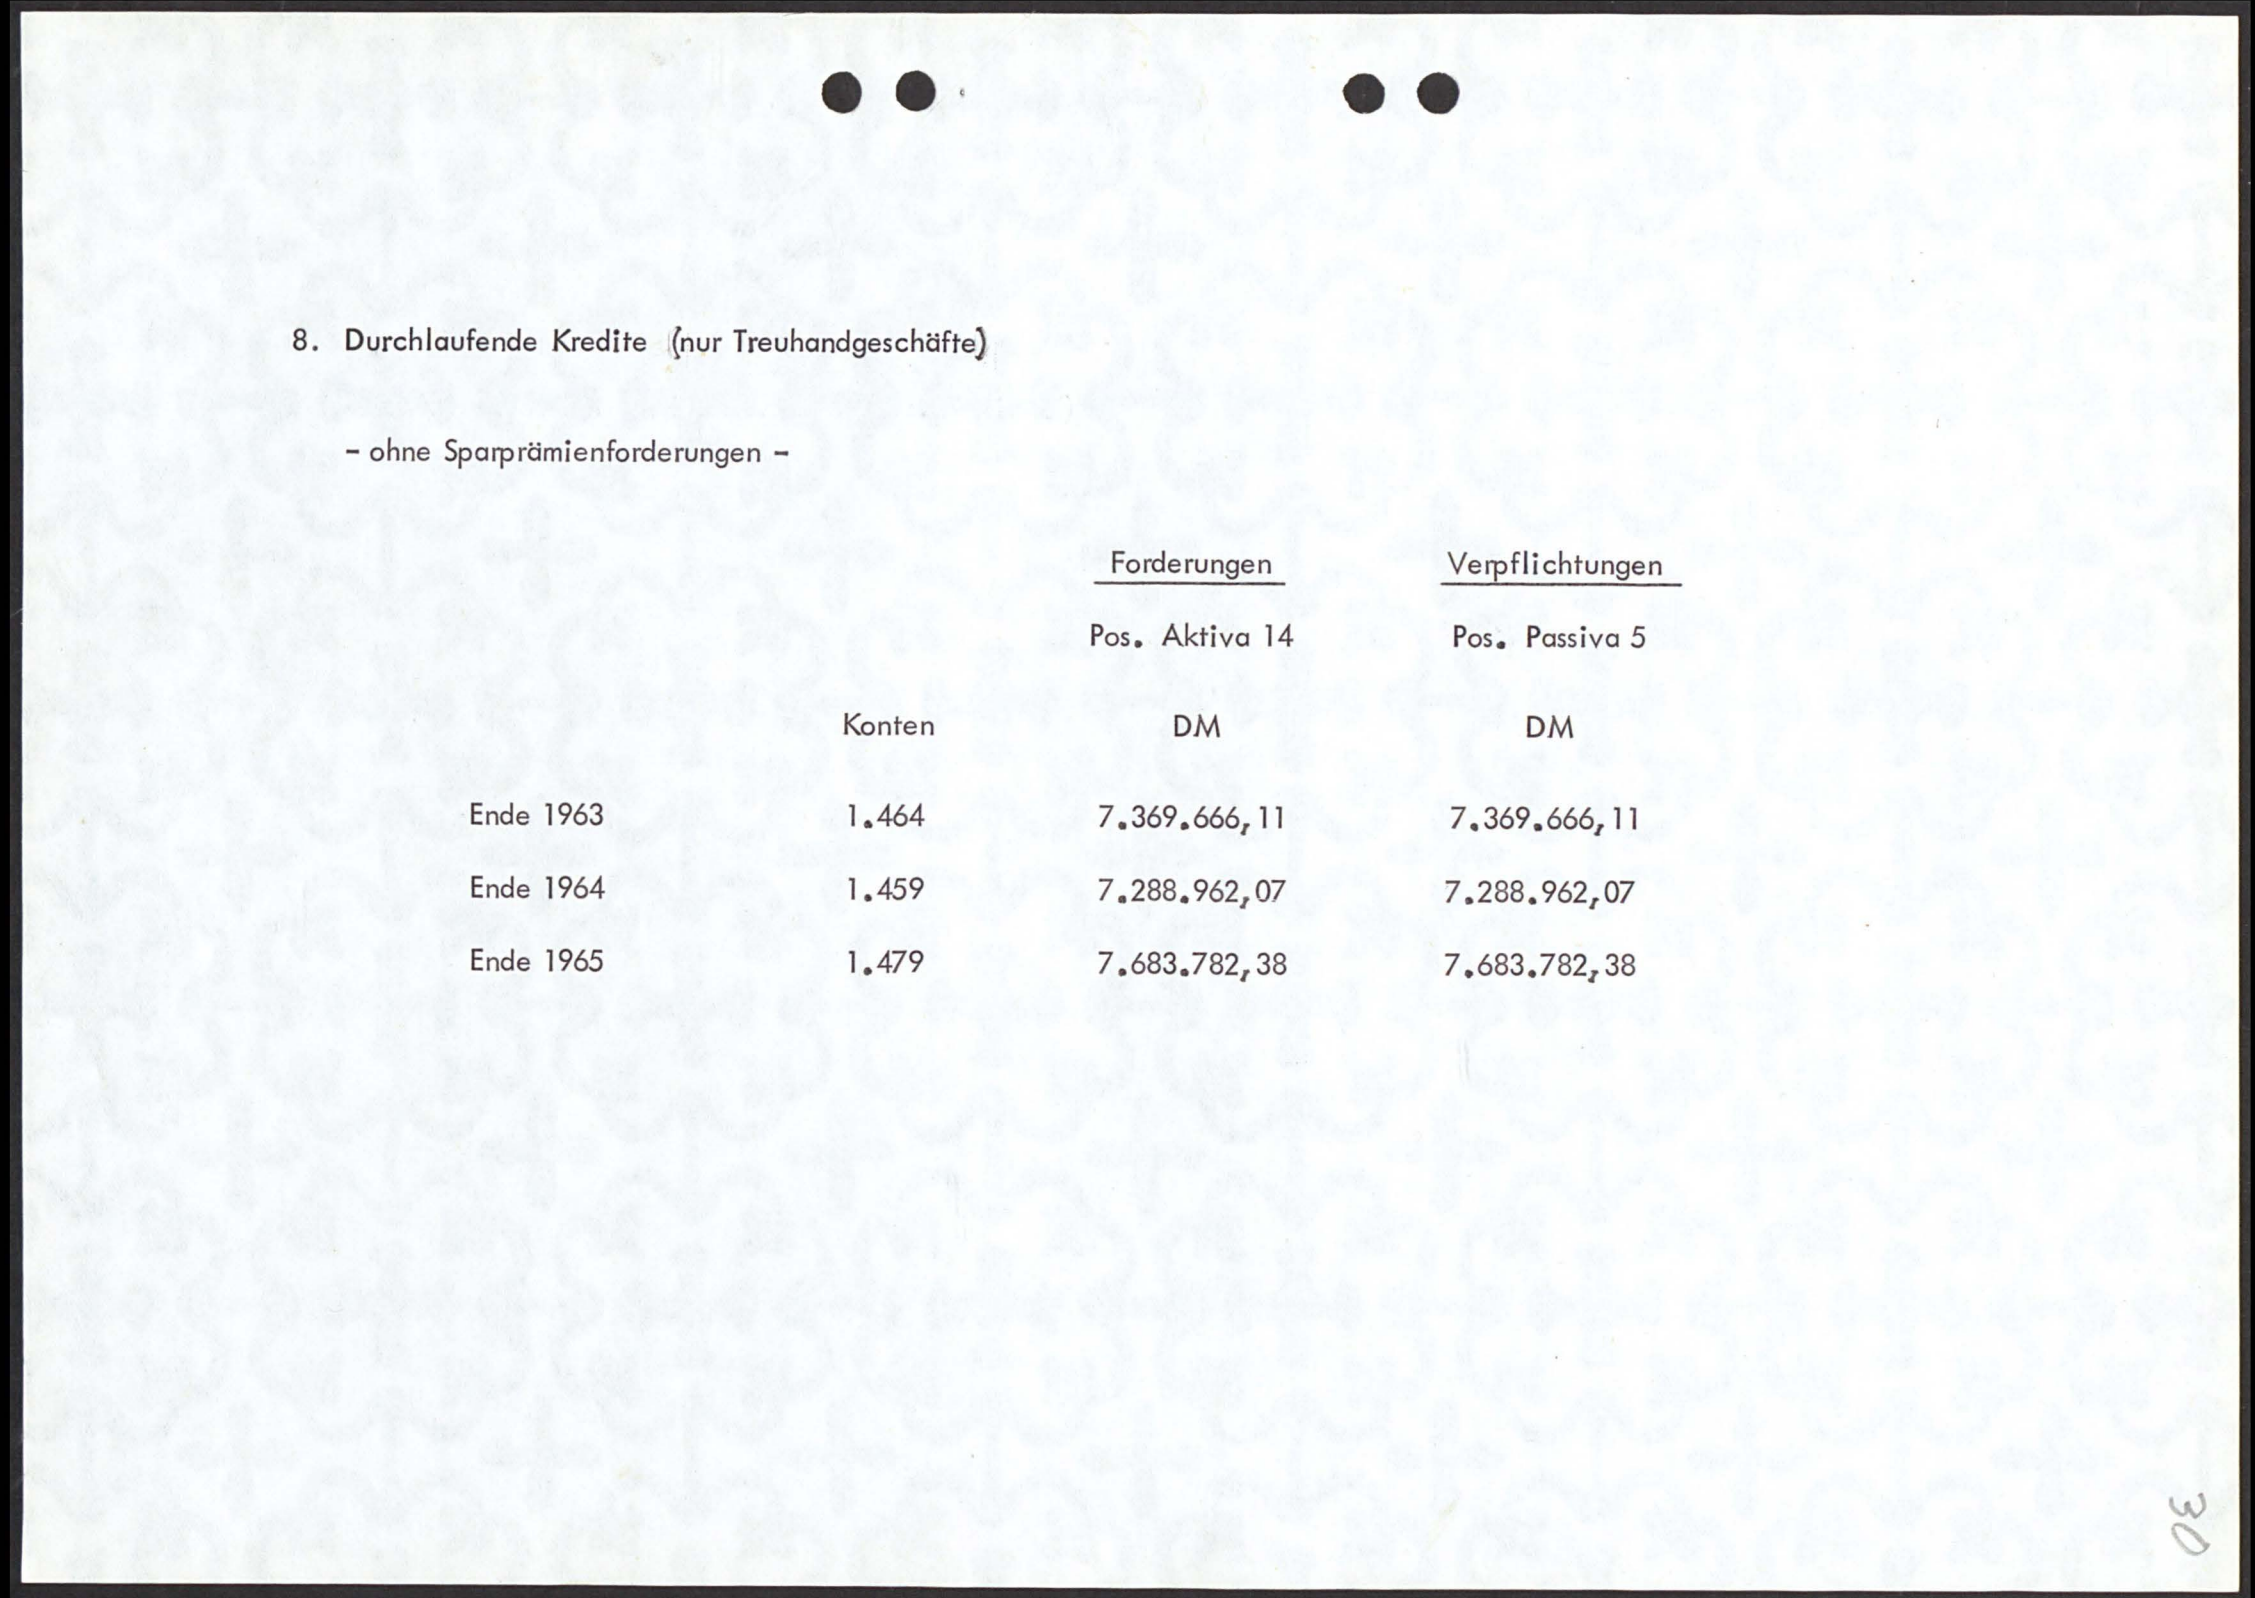 8. Durchlaufende Kredite (nur Treuhandgeschäfte)
- ohne Sparprämienforderungen -
Forderungen Verpflichtungen
Pos. Aktiva 14 Pos. Passiva 5
Konten DM DM
Ende 1963 1.464 7.369.666,11 7.369.666,11
Ende 1964 1.459 7.288.962,07 7.288.962,07
Ende 1965 1.479 7.683.782,38 7.683.782,38
30